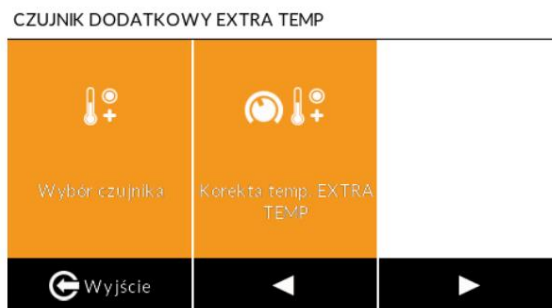 CZUJNIK DODATKOWY EXTRA TEMP
Wybór czujnika
Korekta temp. EXTRA
TEMP
Wyjście